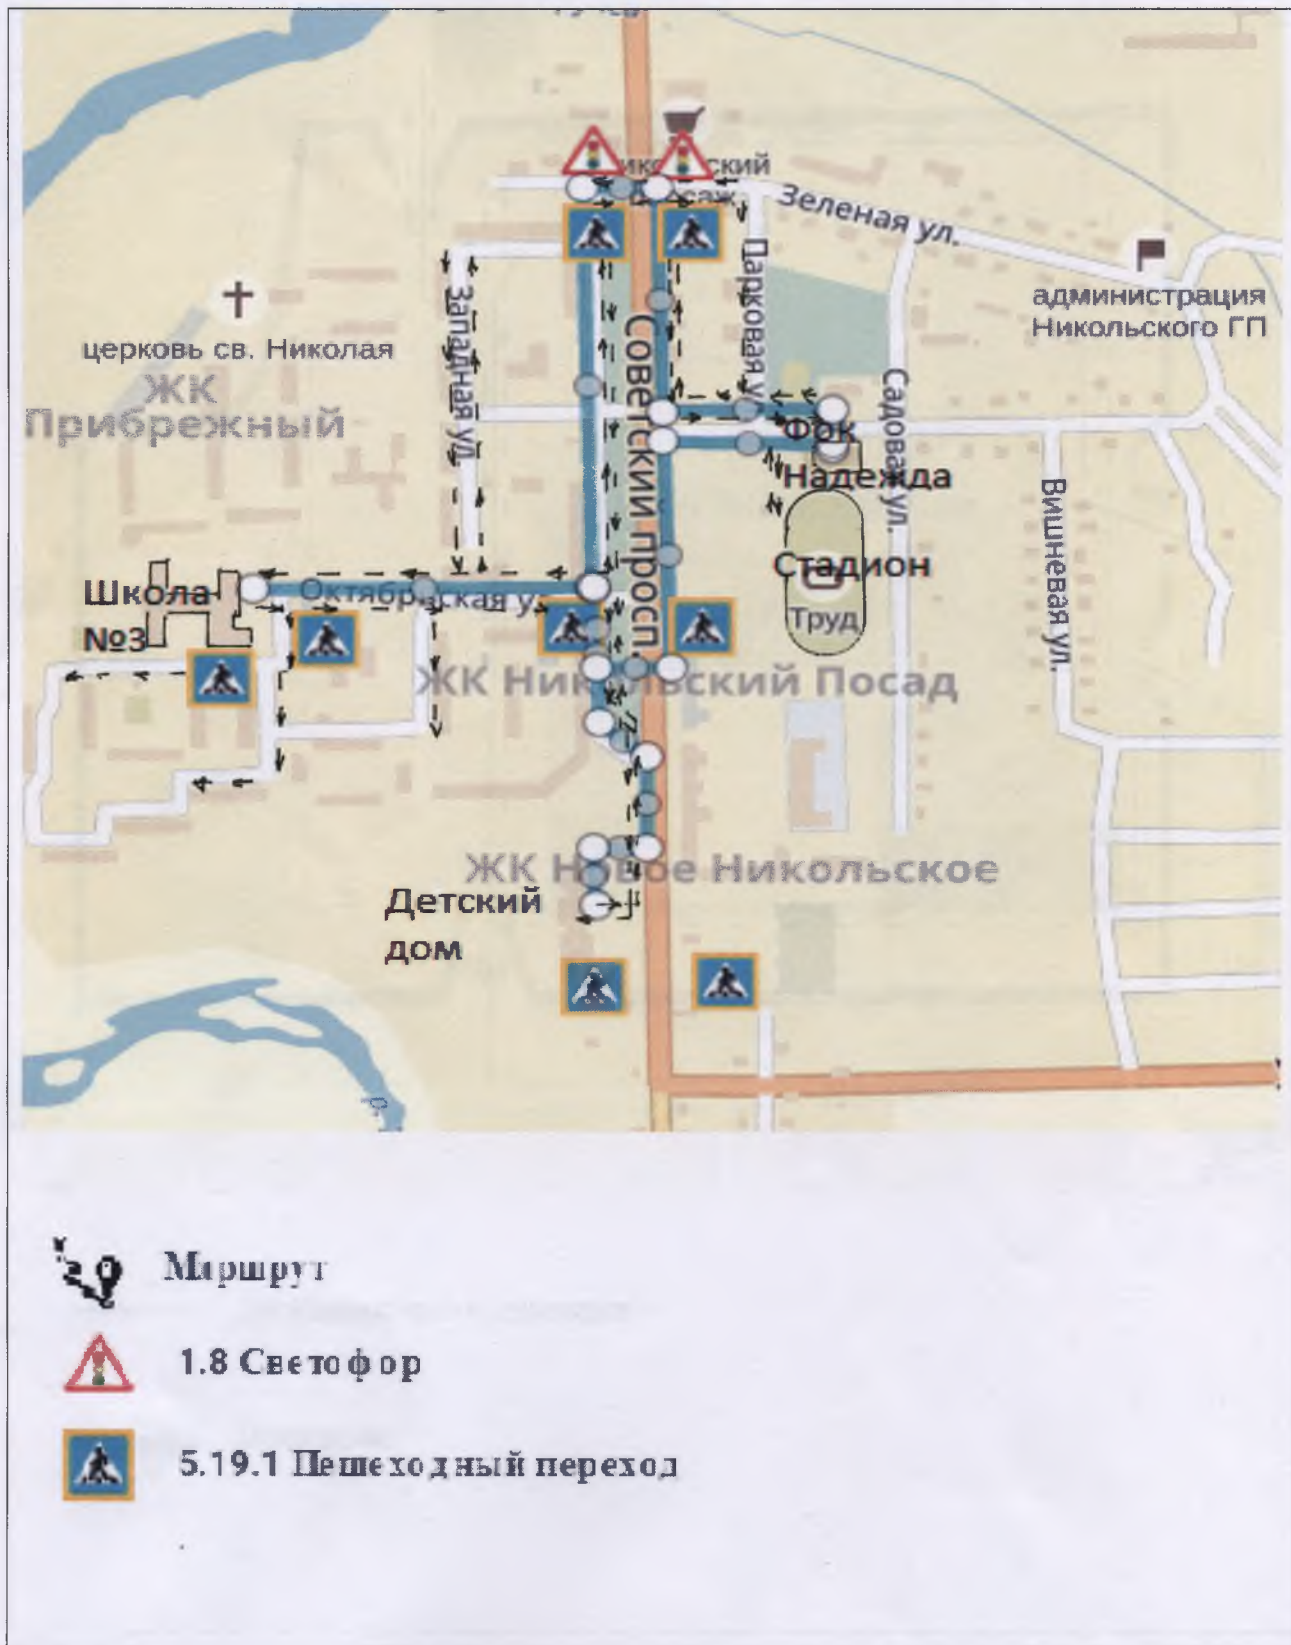 Зеленая ул.
Парковая у
администрация
Никольского ГП
церковь св. Николая
Западная ул.
ЖК
Прибрежный
Советский просп
Садовая ул.
Фок
Надежда
Вишневая ул.
Стадион
Труд
Школа
№3
Октябрьская у
ЖК Никольский Посад
ЖК Новое Никольское
Детский
дом
Маршрут
1.8 Светофор
5.19.1 Пешеходный переход